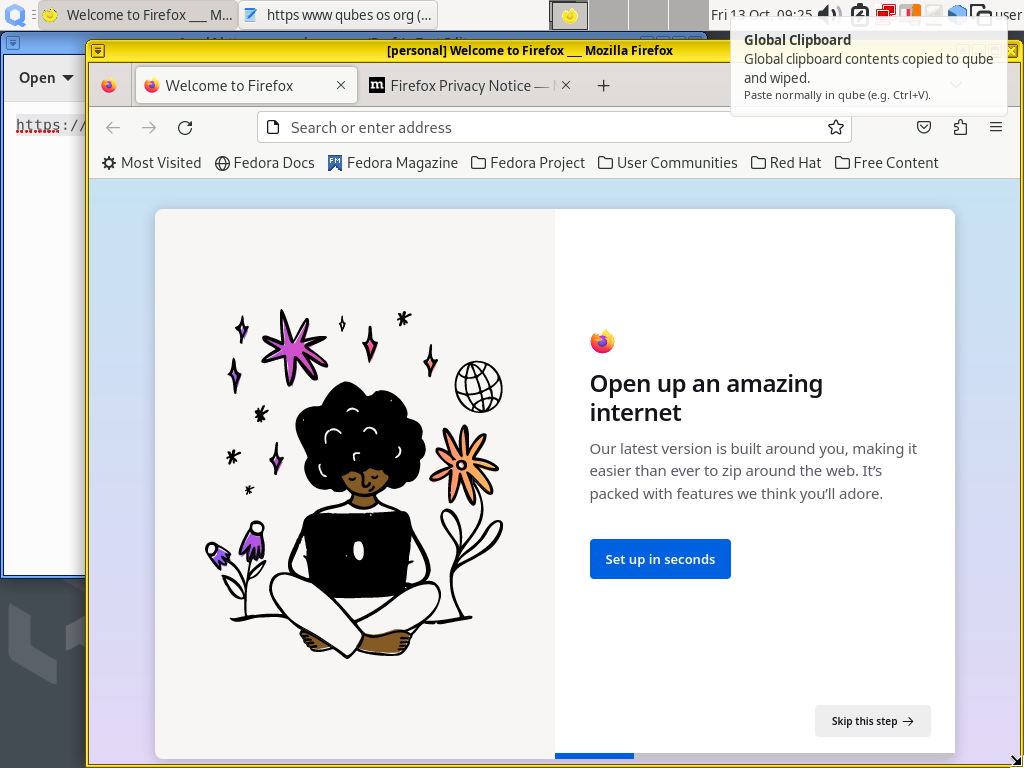 Welcome to Firefox ___ M...
https www qubes os org (...
Fri 13 Oct, 09:25
user
[personal] Welcome to Firefox ___ Mozilla Firefox
Global Clipboard
Global clipboard contents copied to qube
and wiped.
Paste normally in qube (e.g. Ctrl+V).
Open
https://
Welcome to Firefox
Firefox Privacy Notice —
Search or enter address
Most Visited
Fedora Docs
Fedora Magazine
Fedora Project
User Communities
Red Hat
Free Content
Open up an amazing
internet
Our latest version is built around you, making it
easier than ever to zip around the web. It’s
packed with features we think you’ll adore.
Set up in seconds
Skip this step